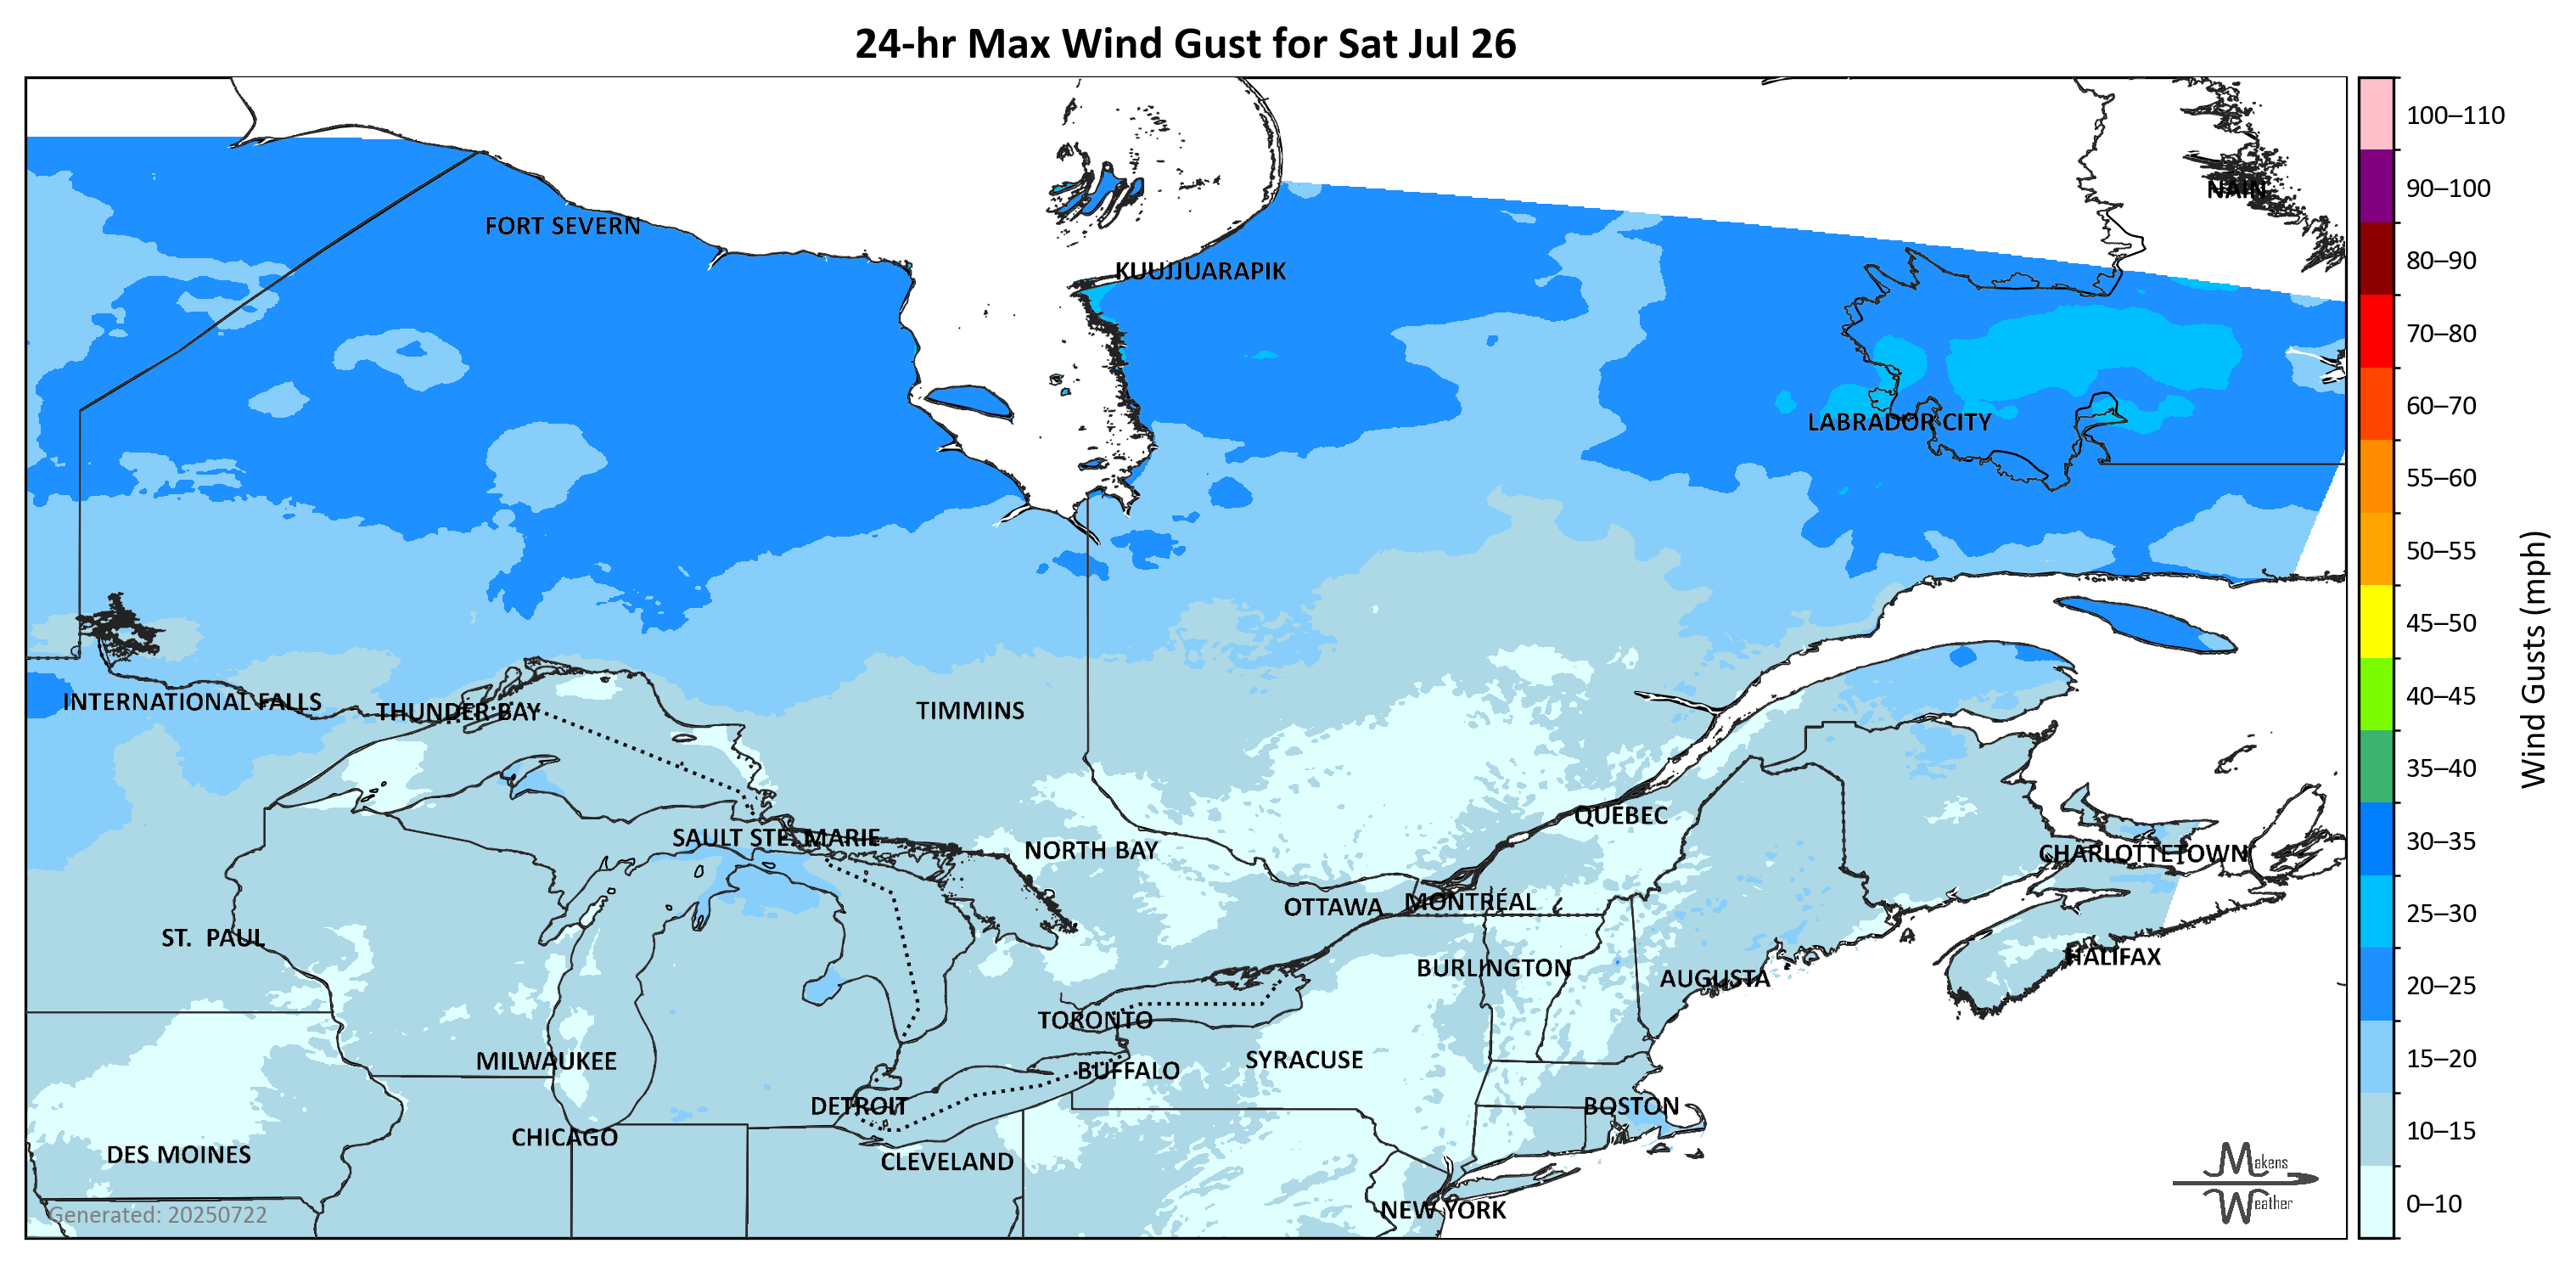 24-hr Max Wind Gust for Sat Jul 26
100–110
90–100
NAIN
80–90
FORT SEVERN
KUUJJUARAPIK
70–80
60–70
LABRADOR CITY
55–60
50–55
45–50
Wind Gusts (mph)
40–45
INTERNATIONAL FALLS
THUNDER BAY
TIMMINS
35–40
QUEBEC
30–35
SAULT STE. MARIE
NORTH BAY
CHARLOTTETOWN
MONTRÉAL
OTTAWA
25–30
ST. PAUL
HALIFAX
BURLINGTON
AUGUSTA
20–25
TORONTO
MILWAUKEE
SYRACUSE
15–20
BUFFALO
DETROIT
BOSTON
CHICAGO
10–15
DES MOINES
CLEVELAND
Makens
Weather
0–10
NEW YORK
Generated: 20250722